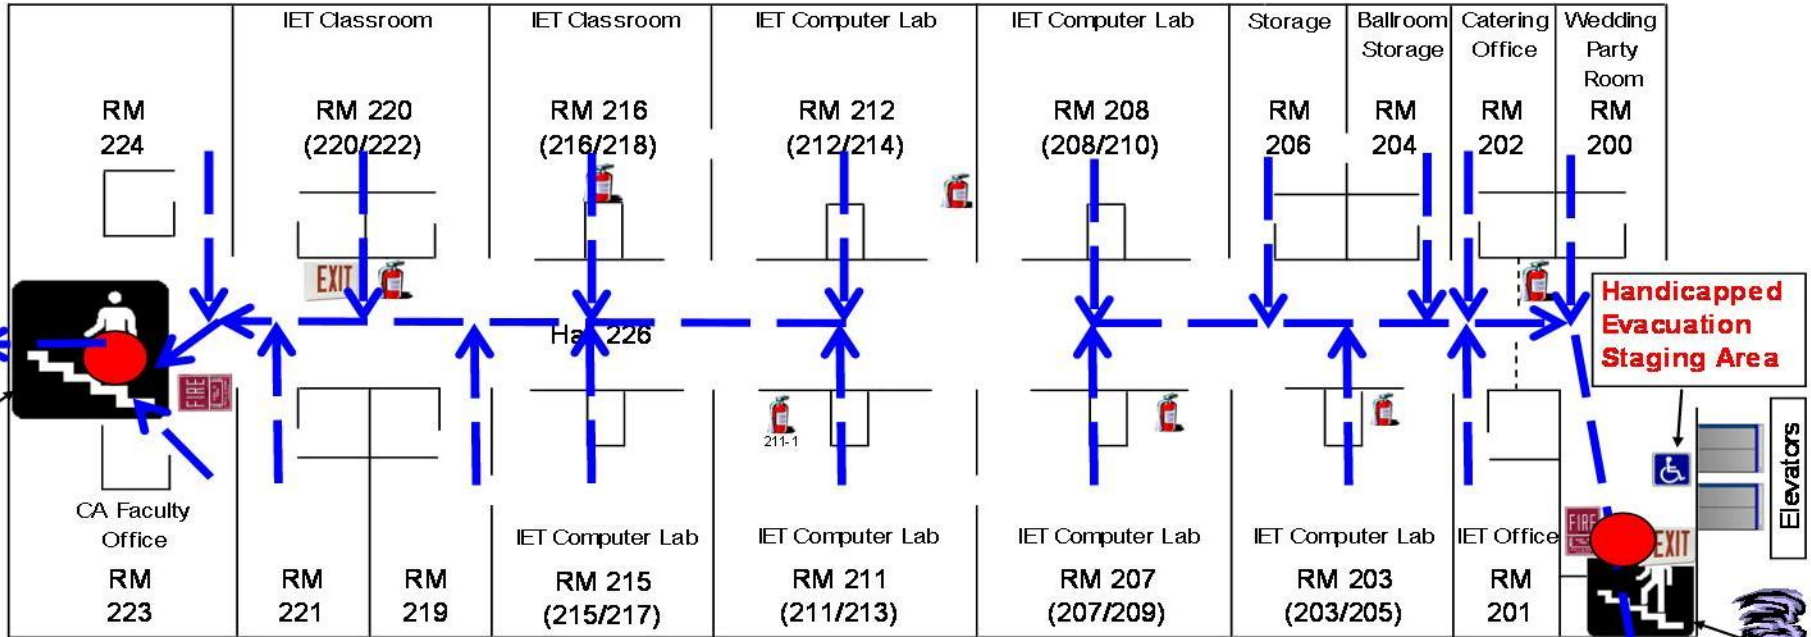 IET Classroom
IET Classroom
IET Computer Lab
IET Computer Lab
Storage
Ballroom
Storage
Catering
Office
Wedding
Party
Room
RM
224
RM 220
(220/222)
RM 216
(216/218)
RM 212
(212/214)
RM 208
(208/210)
RM
206
RM
204
RM
202
RM
200
EXIT
Hall 226
Handicapped
Evacuation
Staging Area
FIRE
211-1
Elevators
CA Faculty
Office
RM
223
RM
221
RM
219
IET Computer Lab
RM 215
(215/217)
IET Computer Lab
RM 211
(211/213)
IET Computer Lab
RM 207
(207/209)
IET Computer Lab
RM 203
(203/205)
IET Office
RM
201
FIRE
EXIT